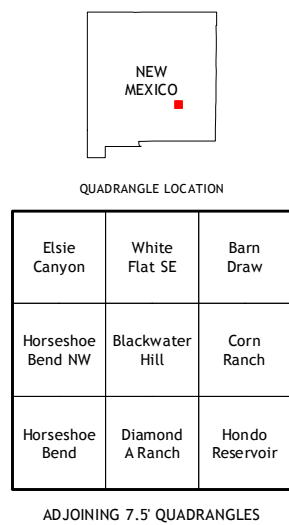 NEW
MEXICO
QUADRANGLE LOCATION
Elsie
Canyon
White
Flat SE
Barn
Draw
Horseshoe
Bend NW
Blackwater
Hill
Corn
Ranch
Horseshoe
Bend
Diamond
A Ranch
Hondo
Reservoir
ADJOINING 7.5' QUADRANGLES